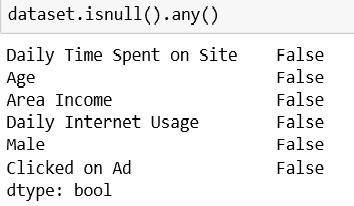 dataset.isnull().any()
Daily Time Spent on Site    False
Age                         False
Area Income                 False
Daily Internet Usage        False
Male                        False
Clicked on Ad               False
dtype: bool